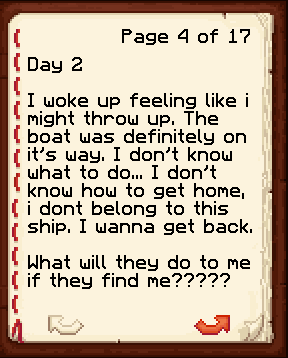 Page 4 of 17
Day 2
I woke up feeling like i
might throw up. The
boat was definitely on
it's way. I don't know
what to do... I don't
know how to get home,
i dont belong to this
ship. I wanna get back.
What will they do to me
if they find me?????